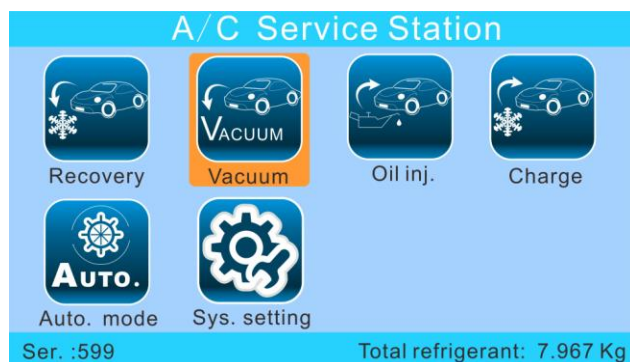 A/C Service Station
VACUUM
Recovery Vacuum Oil inj. Charge
AUTO.
Auto. mode Sys. setting
Ser. :599 Total refrigerant: 7.967 Kg